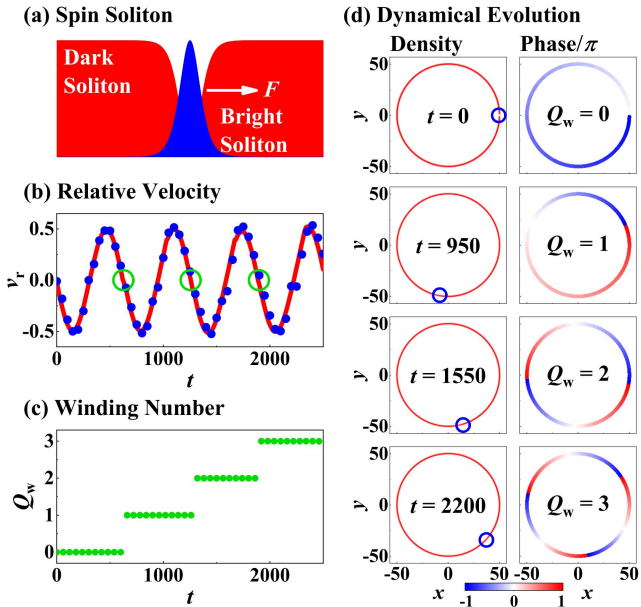 (a) Spin Soliton
Dark
Soliton
F
Bright
Soliton
(b) Relative Velocity
0.5
0.0
-0.5
v_r
0 1000 2000
t
(c) Winding Number
3
2
1
0
Q_w
0 1000 2000
t
(d) Dynamical Evolution
Density Phase/π
50
0
-50
y
t = 0
Q_w = 0
50
0
-50
y
t = 950
Q_w = 1
50
0
-50
y
t = 1550
Q_w = 2
50
0
-50
y
t = 2200
Q_w = 3
-50 0 50 -50 0 50
x x
-1 0 1